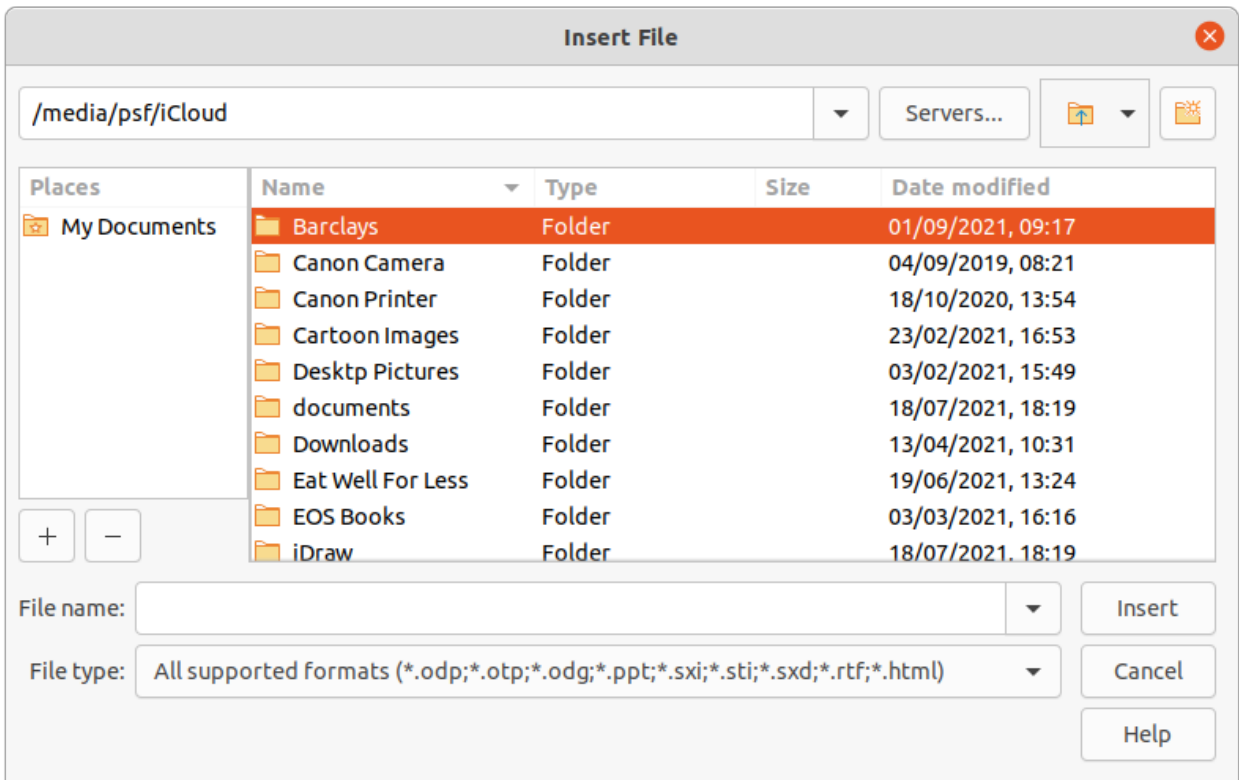 Insert File
/media/psf/iCloud Servers...
Places Name Type Size Date modified
My Documents Barclays Folder 01/09/2021, 09:17
Canon Camera Folder 04/09/2019, 08:21
Canon Printer Folder 18/10/2020, 13:54
Cartoon Images Folder 23/02/2021, 16:53
Desktp Pictures Folder 03/02/2021, 15:49
documents Folder 18/07/2021, 18:19
Downloads Folder 13/04/2021, 10:31
Eat Well For Less Folder 19/06/2021, 13:24
EOS Books Folder 03/03/2021, 16:16
iDraw Folder 18/07/2021, 18:19
File name: Insert
File type: All supported formats (*.odp;*.otp;*.odg;*.ppt;*.sxi;*.sti;*.sxd;*.rtf;*.html) Cancel
Help